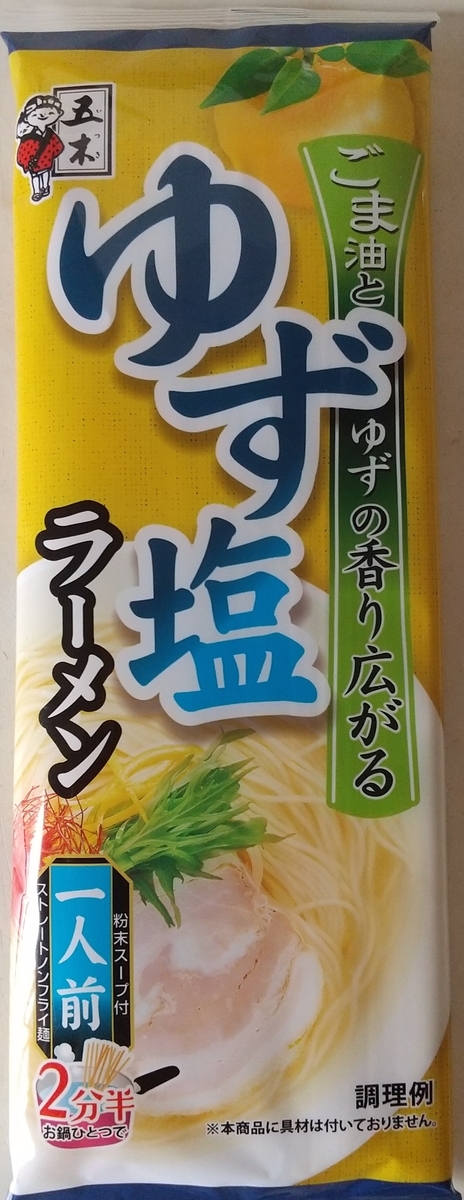 五木
いつき
ごま油と
ゆずの香り広がる
ゆず塩
ラーメン
粉末スープ付
一人前
ストレートノンフライ麺
2分半
お鍋ひとつで
調理例
※本商品に具材は付いておりません。